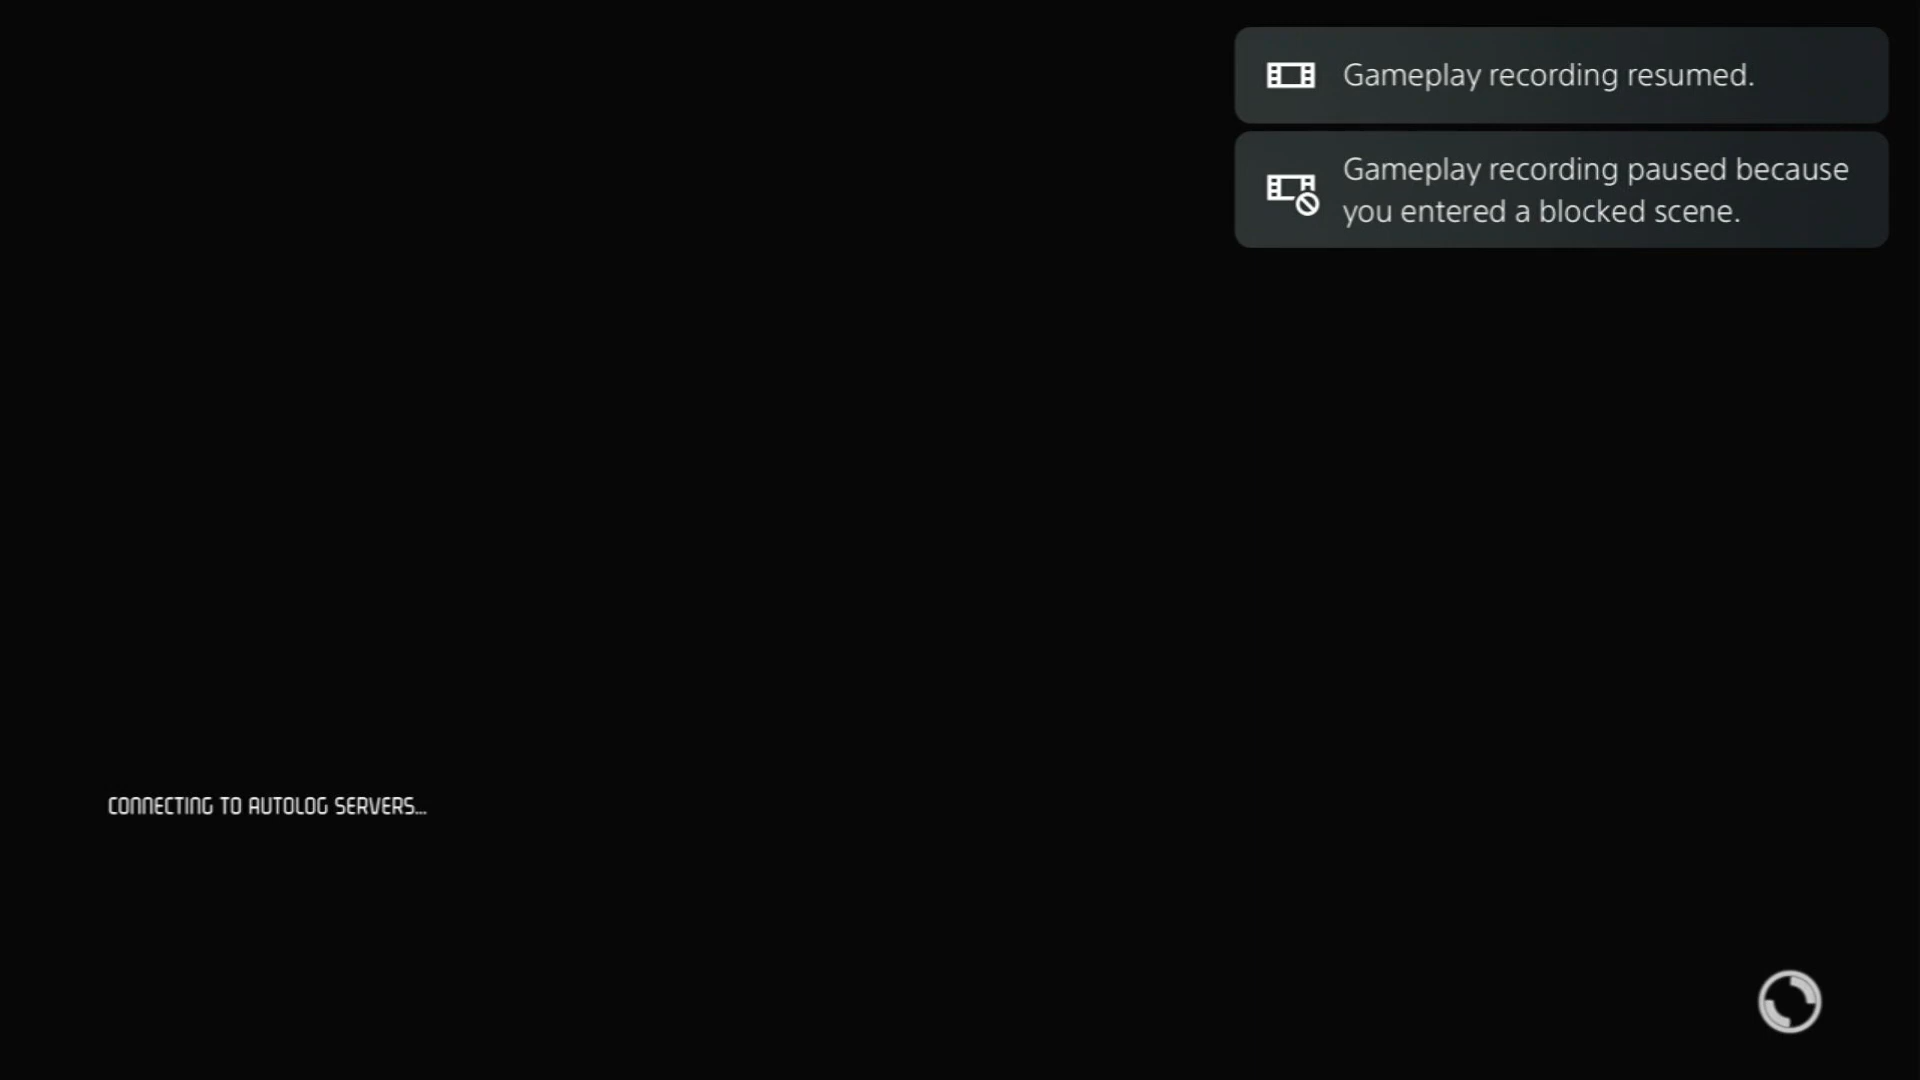 Gameplay recording resumed.
Gameplay recording paused because
you entered a blocked scene.
CONNECTING TO AUTOLOG SERVERS...